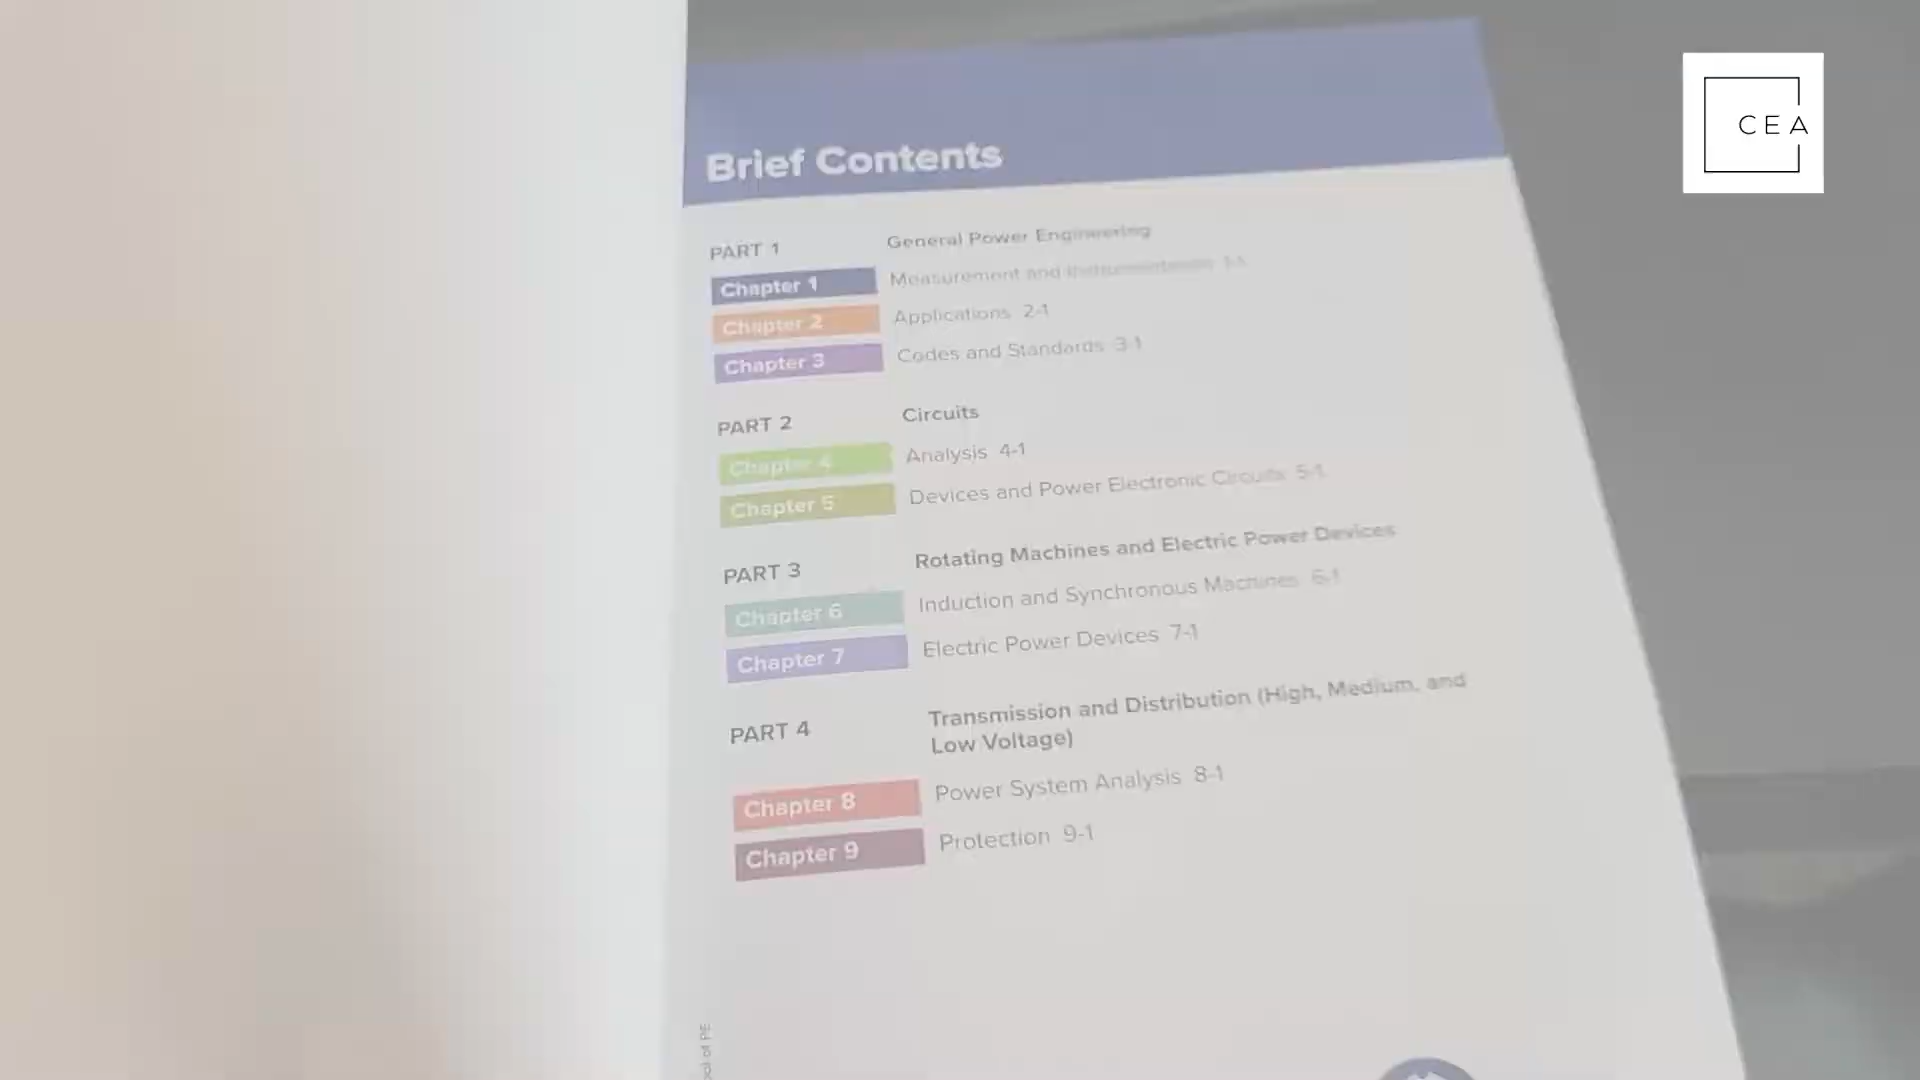 CEA
Brief Contents
PART 1 General Power Engineering
Chapter 1 Measurement and Instrumentation 1-1
Chapter 2 Applications 2-1
Chapter 3 Codes and Standards 3-1
PART 2 Circuits
Chapter 4 Analysis 4-1
Chapter 5 Devices and Power Electronic Circuits 5-1
PART 3 Rotating Machines and Electric Power Devices
Chapter 6 Induction and Synchronous Machines 6-1
Chapter 7 Electric Power Devices 7-1
PART 4 Transmission and Distribution (High, Medium, and
Low Voltage)
Chapter 8 Power System Analysis 8-1
Chapter 9 Protection 9-1
of PE